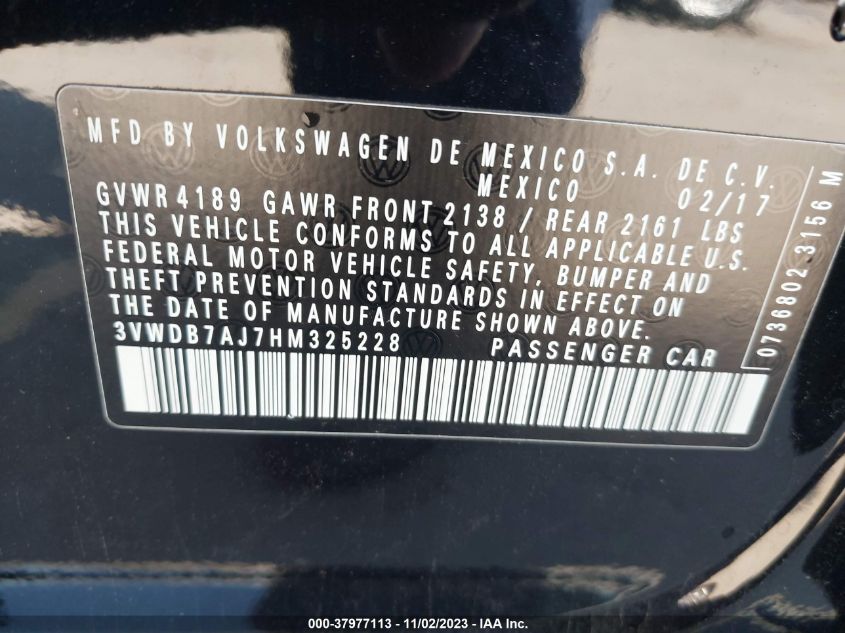 MFD BY VOLKSWAGEN DE MEXICO S.A. DE C.V.
MEXICO 02/17
GVWR 4189 GAWR FRONT 2138 / REAR 2161 LBS
THIS VEHICLE CONFORMS TO ALL APPLICABLE U.S.
FEDERAL MOTOR VEHICLE SAFETY, BUMPER AND
THEFT PREVENTION STANDARDS IN EFFECT ON
THE DATE OF MANUFACTURE SHOWN ABOVE.
3VWDB7AJ7HM325228 PASSENGER CAR
0736802 3156 M
000-37977113 - 11/02/2023 - IAA Inc.